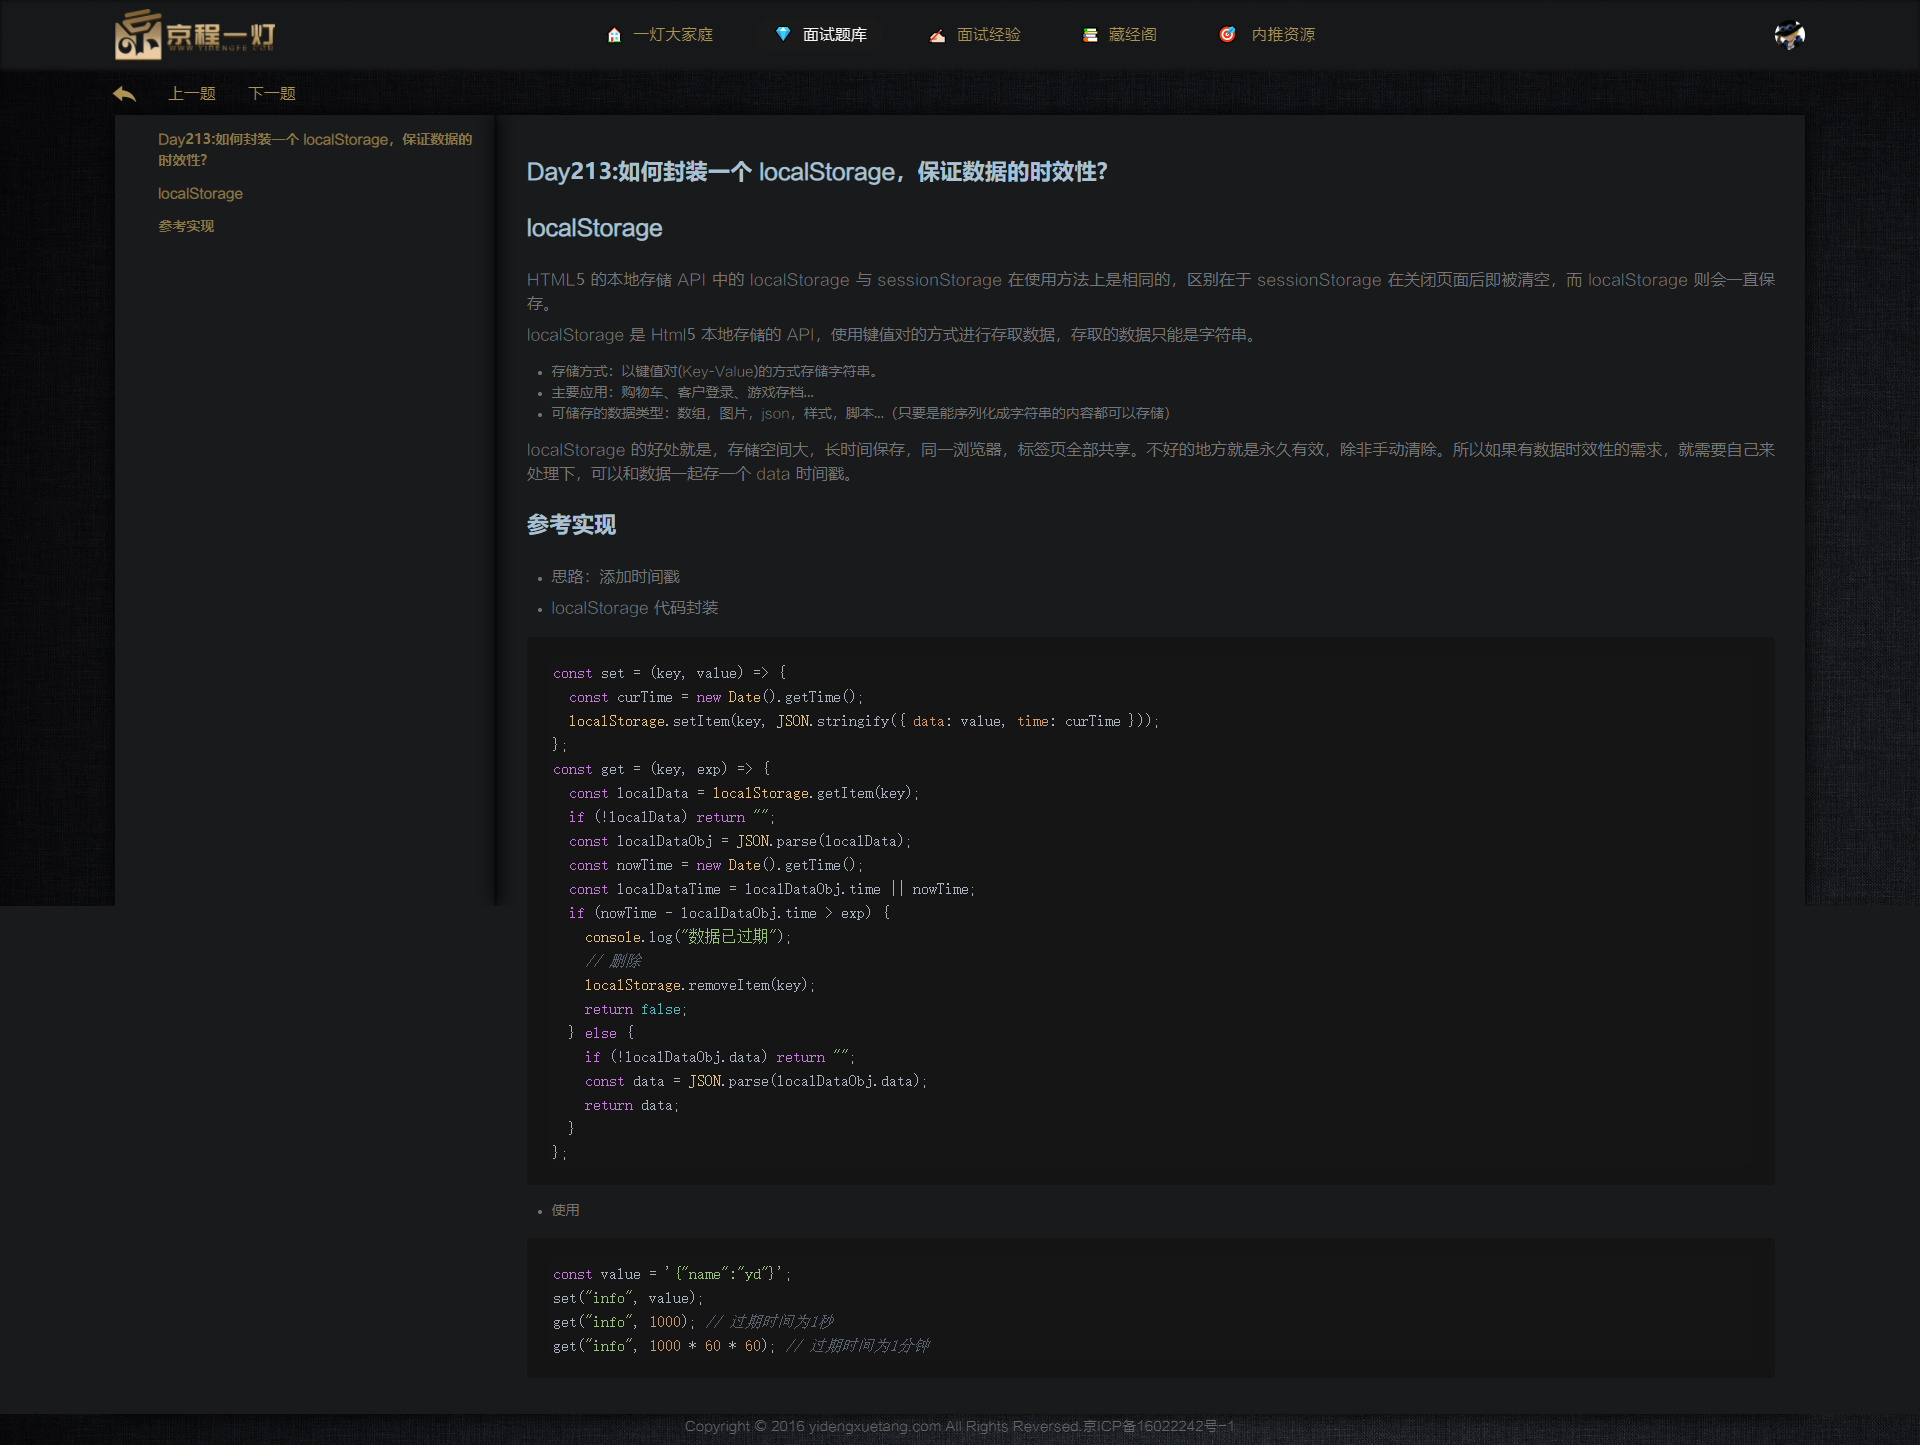 京程一灯
WWW.YIDENGFE.COM
一灯大家庭
面试题库
面试经验
藏经阁
内推资源
上一题
下一题
Day213:如何封装一个 localStorage，保证数据的
时效性?
localStorage
参考实现
Day213:如何封装一个 localStorage，保证数据的时效性?
localStorage
HTML5 的本地存储 API 中的 localStorage 与 sessionStorage 在使用方法上是相同的，区别在于 sessionStorage 在关闭页面后即被清空，而 localStorage 则会一直保
存。
localStorage 是 Html5 本地存储的 API，使用键值对的方式进行存取数据，存取的数据只能是字符串。
• 存储方式：以键值对(Key-Value)的方式存储字符串。
• 主要应用：购物车、客户登录、游戏存档...
• 可储存的数据类型：数组，图片，json，样式，脚本...（只要是能序列化成字符串的内容都可以存储）
localStorage 的好处就是，存储空间大，长时间保存，同一浏览器，标签页全部共享。不好的地方就是永久有效，除非手动清除。所以如果有数据时效性的需求，就需要自己来
处理下，可以和数据一起存一个 data 时间戳。
参考实现
• 思路：添加时间戳
• localStorage 代码封装
const set = (key, value) => {
  const curTime = new Date().getTime();
  localStorage.setItem(key, JSON.stringify({ data: value, time: curTime }));
};
const get = (key, exp) => {
  const localData = localStorage.getItem(key);
  if (!localData) return "";
  const localDataObj = JSON.parse(localData);
  const nowTime = new Date().getTime();
  const localDataTime = localDataObj.time || nowTime;
  if (nowTime - localDataObj.time > exp) {
    console.log("数据已过期");
    // 删除
    localStorage.removeItem(key);
    return false;
  } else {
    if (!localDataObj.data) return "";
    const data = JSON.parse(localDataObj.data);
    return data;
  }
};
• 使用
const value = '{"name":"yd"}';
set("info", value);
get("info", 1000); // 过期时间为1秒
get("info", 1000 * 60 * 60); // 过期时间为1分钟
Copyright © 2016 yidengxuetang.com All Rights Reversed.京ICP备16022242号-1